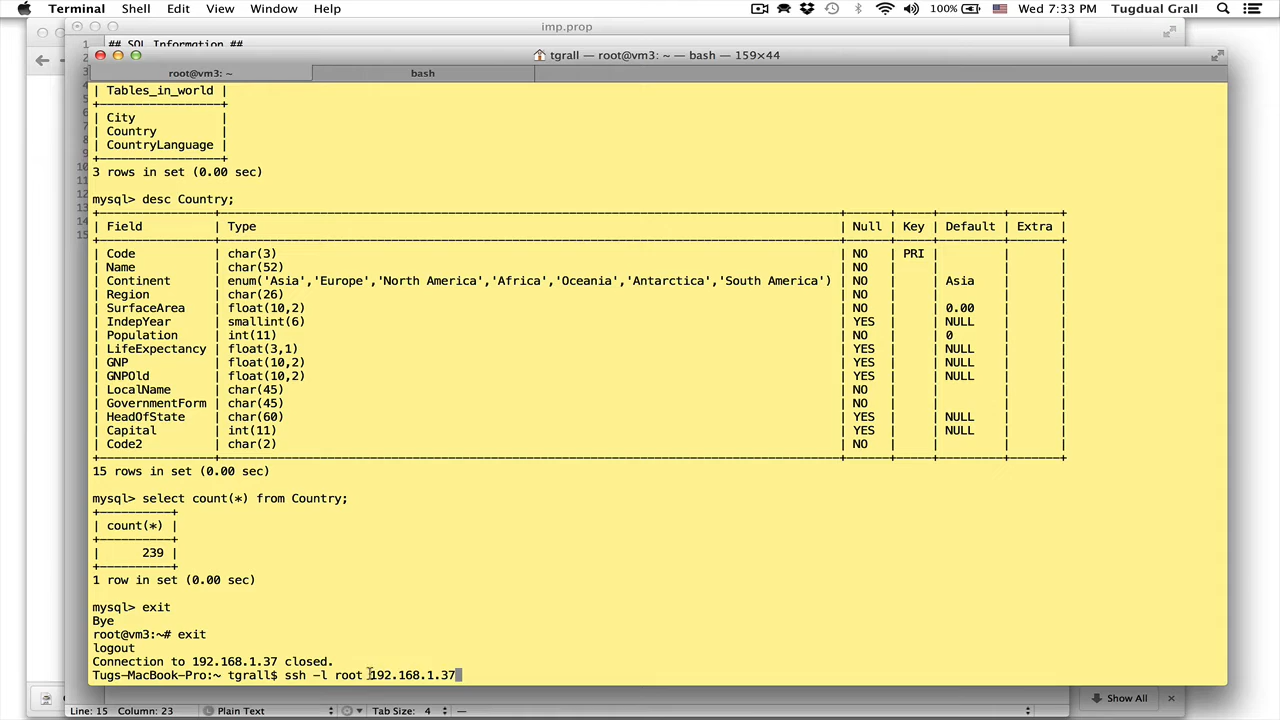 Terminal Shell Edit View Window Help 100% Wed 7:33 PM Tugdual Grall
imp.prop
1 ## SQL Information ##
tgrall — root@vm3: ~ — bash — 159×44
root@vm3: ~ bash
| Tables_in_world |
| City |
| Country |
| CountryLanguage |
3 rows in set (0.00 sec)
mysql> desc Country;
| Field | Type | Null | Key | Default | Extra |
| Code | char(3) | NO | PRI | | |
| Name | char(52) | NO | | | |
| Continent | enum('Asia','Europe','North America','Africa','Oceania','Antarctica','South America') | NO | | Asia | |
| Region | char(26) | NO | | | |
| SurfaceArea | float(10,2) | NO | | 0.00 | |
| IndepYear | smallint(6) | YES | | NULL | |
| Population | int(11) | NO | | 0 | |
| LifeExpectancy | float(3,1) | YES | | NULL | |
| GNP | float(10,2) | YES | | NULL | |
| GNPOld | float(10,2) | YES | | NULL | |
| LocalName | char(45) | NO | | | |
| GovernmentForm | char(45) | NO | | | |
| HeadOfState | char(60) | YES | | NULL | |
| Capital | int(11) | YES | | NULL | |
| Code2 | char(2) | NO | | | |
15 rows in set (0.00 sec)
mysql> select count(*) from Country;
| count(*) |
| 239 |
1 row in set (0.00 sec)
mysql> exit
Bye
root@vm3:~# exit
logout
Connection to 192.168.1.37 closed.
Tugs-MacBook-Pro:~ tgrall$ ssh -l root 192.168.1.37
Show All
Line: 15 Column: 23 Plain Text Tab Size: 4 —